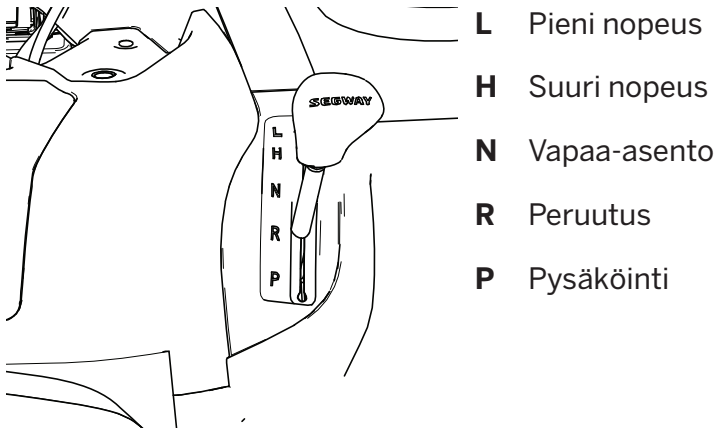 SEGWAY
L
H
N
R
P
L Pieni nopeus
H Suuri nopeus
N Vapaa-asento
R Peruutus
P Pysäköinti